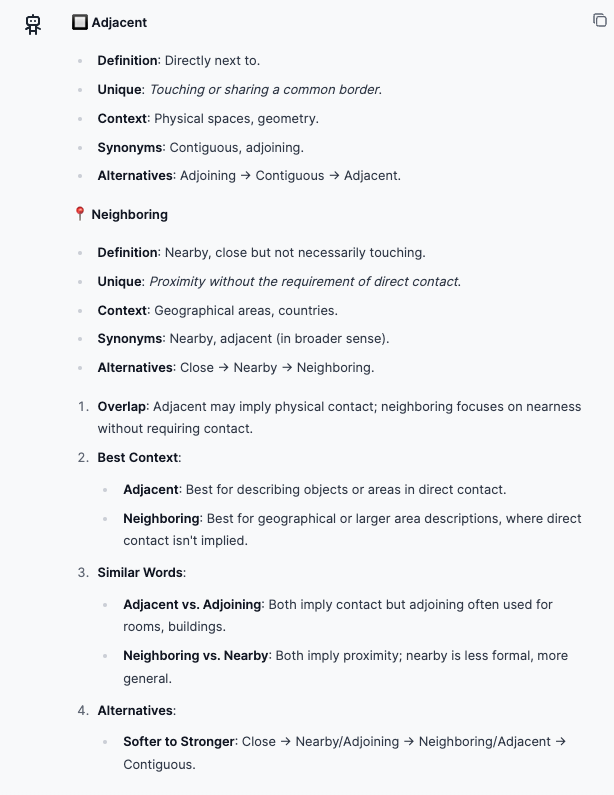 🔲 Adjacent
Definition: Directly next to.
Unique: Touching or sharing a common border.
Context: Physical spaces, geometry.
Synonyms: Contiguous, adjoining.
Alternatives: Adjoining → Contiguous → Adjacent.
📍 Neighboring
Definition: Nearby, close but not necessarily touching.
Unique: Proximity without the requirement of direct contact.
Context: Geographical areas, countries.
Synonyms: Nearby, adjacent (in broader sense).
Alternatives: Close → Nearby → Neighboring.
1. Overlap: Adjacent may imply physical contact; neighboring focuses on nearness
without requiring contact.
2. Best Context:
Adjacent: Best for describing objects or areas in direct contact.
Neighboring: Best for geographical or larger area descriptions, where direct
contact isn't implied.
3. Similar Words:
Adjacent vs. Adjoining: Both imply contact but adjoining often used for
rooms, buildings.
Neighboring vs. Nearby: Both imply proximity; nearby is less formal, more
general.
4. Alternatives:
Softer to Stronger: Close → Nearby/Adjoining → Neighboring/Adjacent →
Contiguous.